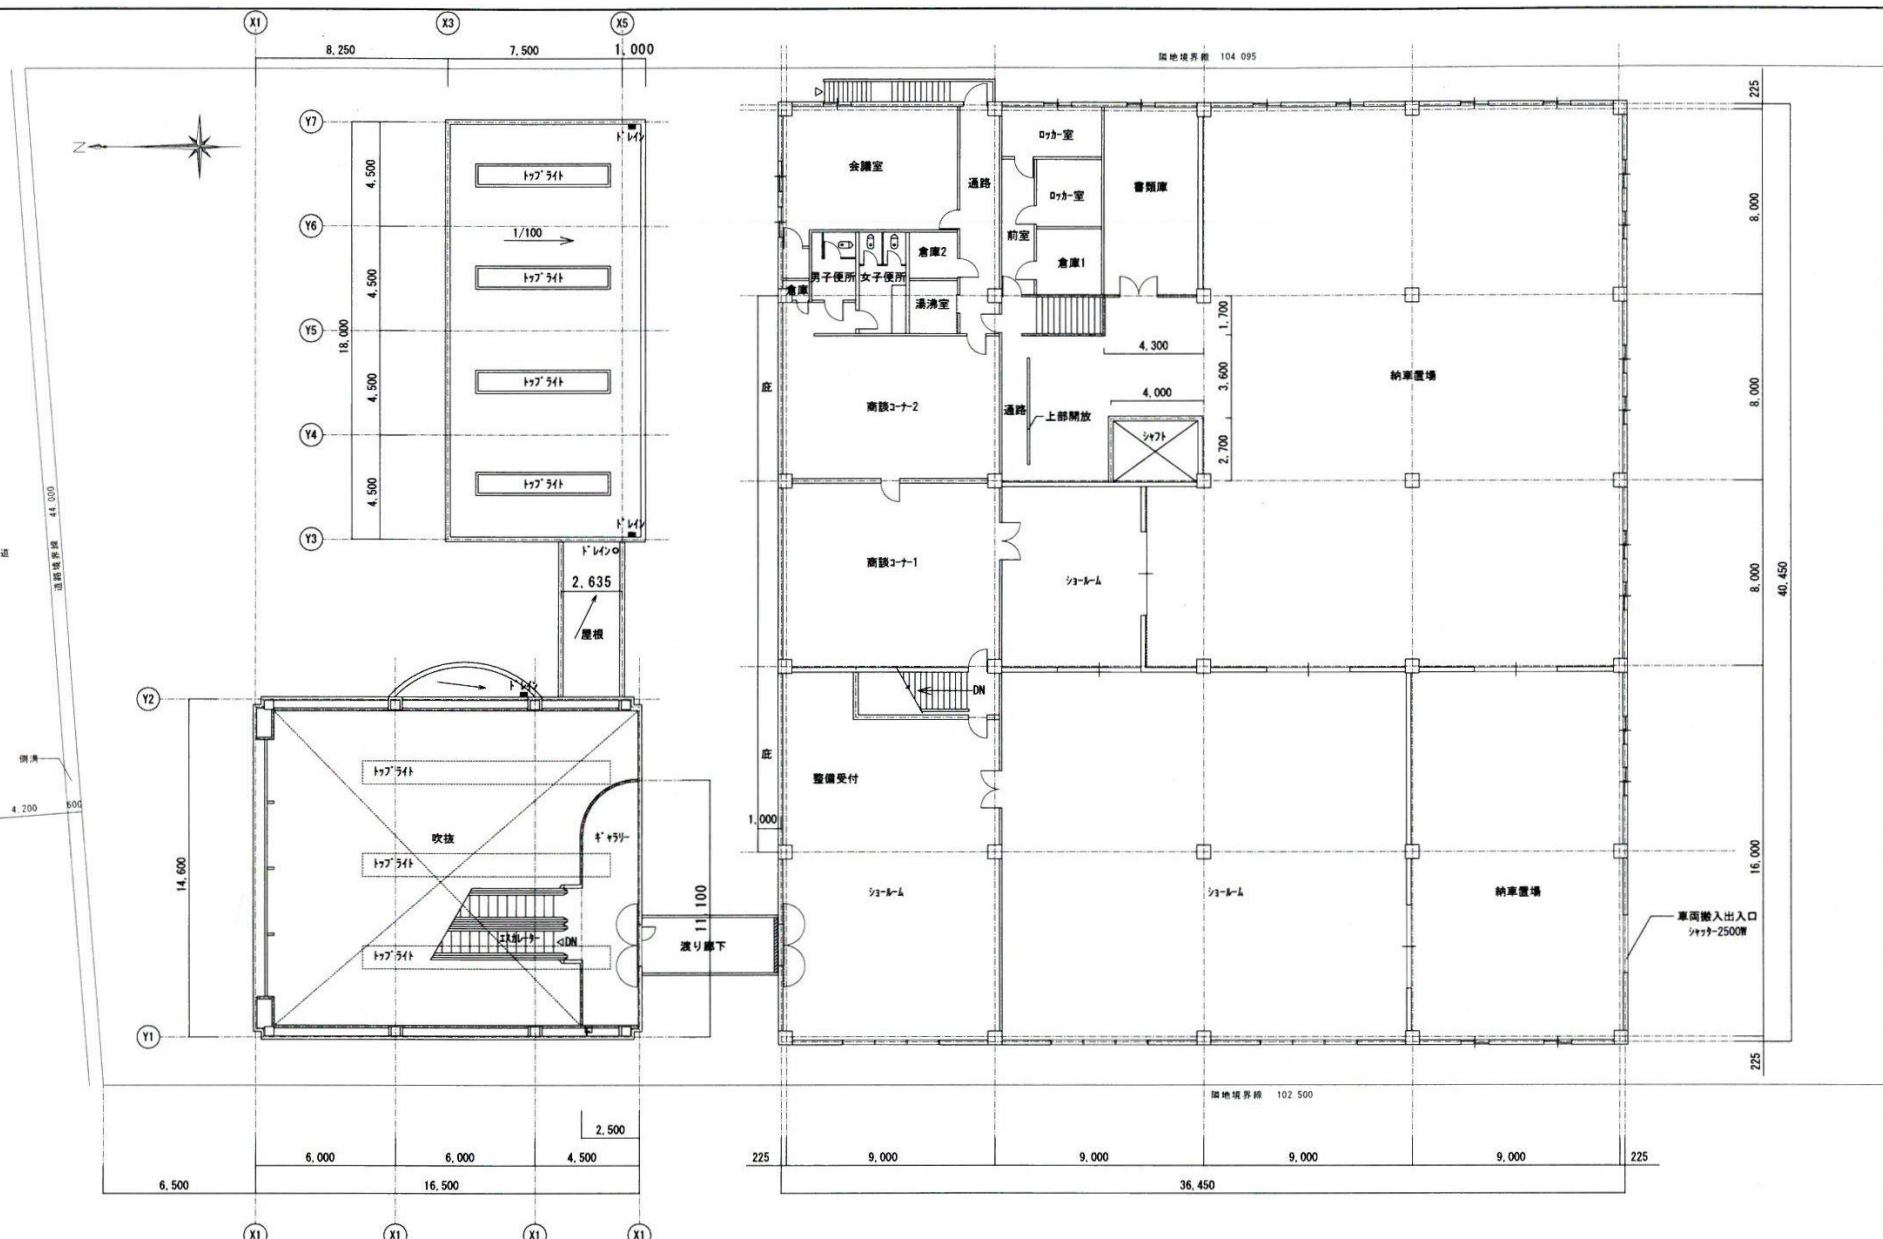 X1
X3
X5
8,250
7,500
1,000
隣地境界線 104 095
225
Y7
ﾄﾞﾚｲﾝ
ﾛｯｶｰ室
4,500
会議室
ﾄｯﾌﾟﾗｲﾄ
通路
書類庫
ﾛｯｶｰ室
8,000
N
Y6
1/100
前室
倉庫2
倉庫1
ﾄｯﾌﾟﾗｲﾄ
男子便所
女子便所
4,500
倉庫
湯沸室
1,700
Y5
18,000
4,300
3,600
納車置場
8,000
ﾄｯﾌﾟﾗｲﾄ
庇
4,500
4,000
商談ｺｰﾅｰ2
通路
上部開放
Y4
ｼｬﾌﾄ
2,700
ﾄｯﾌﾟﾗｲﾄ
4,500
道路境界線 44,000
ﾄﾞﾚｲﾝ
Y3
ﾄﾞﾚｲﾝ
商談ｺｰﾅｰ1
ｼｮｰﾙｰﾑ
8,000
40,450
2,635
屋根
ﾄﾞﾚｲﾝ
DN
Y2
側溝
庇
ﾄｯﾌﾟﾗｲﾄ
整備受付
4,200
600
1,000
吹抜
ｷﾞｬﾗﾘｰ
ﾄｯﾌﾟﾗｲﾄ
14,600
11,100
16,000
ｼｮｰﾙｰﾑ
ｼｮｰﾙｰﾑ
納車置場
車両搬入出入口
ｼｬｯﾀｰ2500W
ｴｽｶﾚｰﾀｰ
DN
渡り廊下
ﾄｯﾌﾟﾗｲﾄ
Y1
225
隣地境界線 102 500
2,500
6,000
6,000
4,500
225
9,000
9,000
9,000
9,000
225
6,500
16,500
36,450
X1
X1
X1
X1